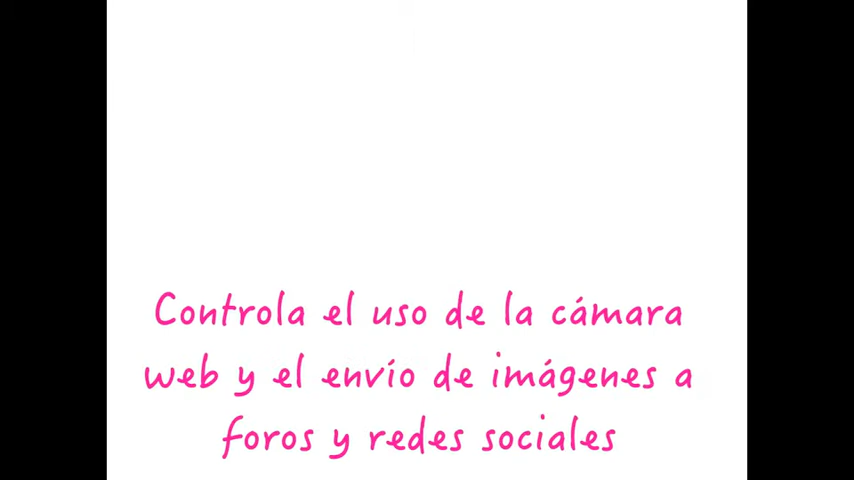 Controla el uso de la cámara
web y el envío de imágenes a
foros y redes sociales